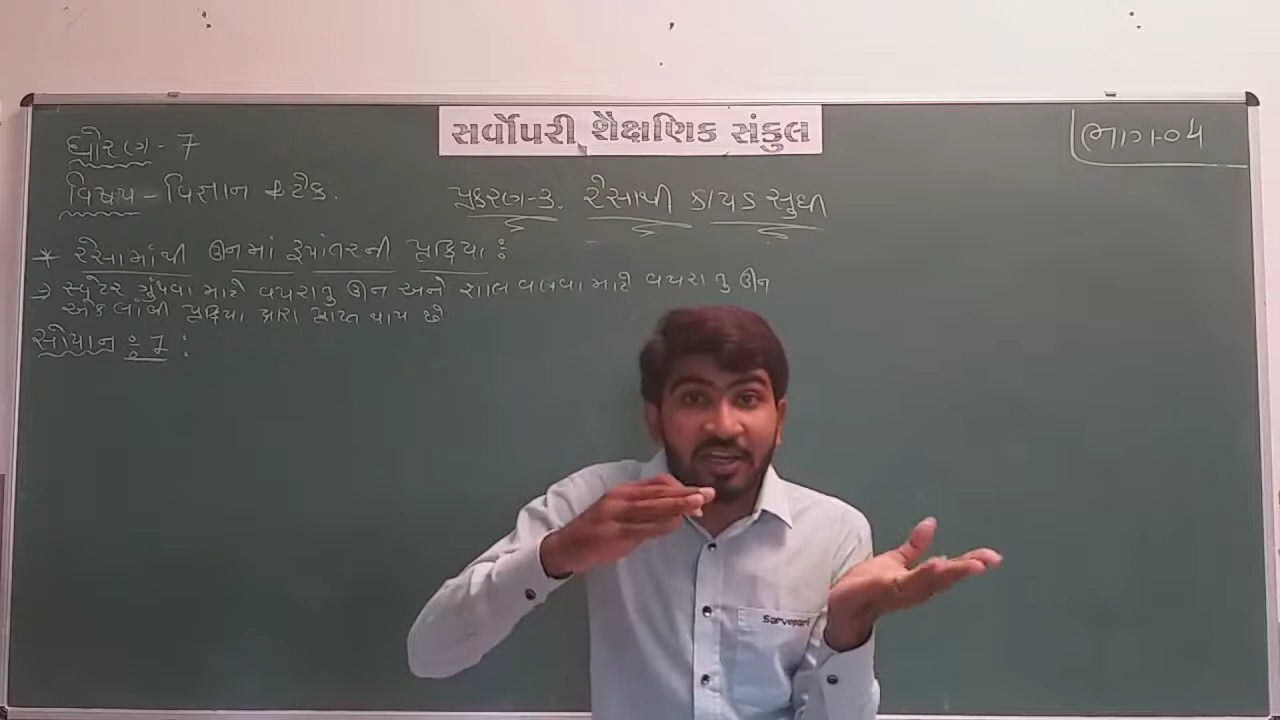 સર્વોપરી શૈક્ષણિક સંકુલ
ધોરણ - 7
ભાગ-04
વિષય - વિજ્ઞાન & ટેક.
પ્રકરણ-3. રેસાથી કાપડ સુધી
* રેસામાંથી ઊનમાં રૂપાંતરની પ્રક્રિયા :
→ સ્વેટર ગુંથવા માટે વપરાતુ ઊન અને શાલ વણવા માટે વપરાતુ ઊન
એક લાંબી પ્રક્રિયા દ્વારા પ્રાપ્ત થાય છે.
સોપાન : 1 :
Sarvopari